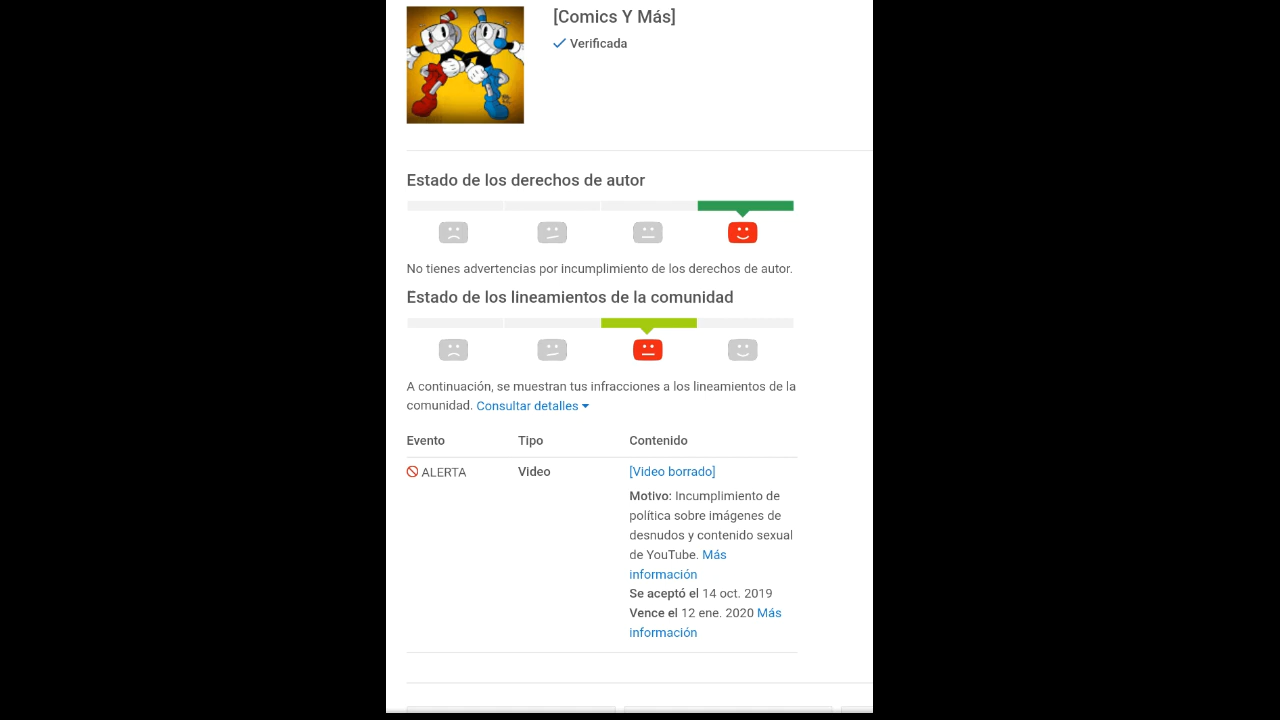 [Comics Y Más]
Verificada
Estado de los derechos de autor
No tienes advertencias por incumplimiento de los derechos de autor.
Estado de los lineamientos de la comunidad
A continuación, se muestran tus infracciones a los lineamientos de la
comunidad. Consultar detalles
Evento Tipo Contenido
ALERTA Video [Video borrado]
Motivo: Incumplimiento de
política sobre imágenes de
desnudos y contenido sexual
de YouTube. Más
información
Se aceptó el 14 oct. 2019
Vence el 12 ene. 2020 Más
información